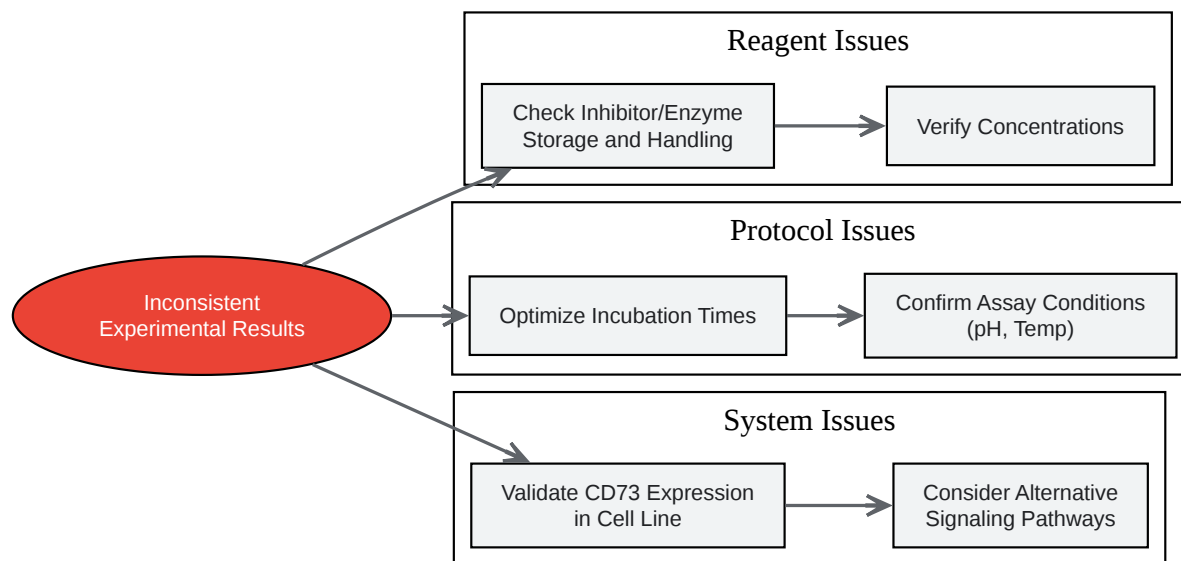 Reagent Issues
Check Inhibitor/Enzyme
Storage and Handling
Verify Concentrations
Protocol Issues
Inconsistent
Experimental Results
Optimize Incubation Times
Confirm Assay Conditions
(pH, Temp)
System Issues
Validate CD73 Expression
in Cell Line
Consider Alternative
Signaling Pathways